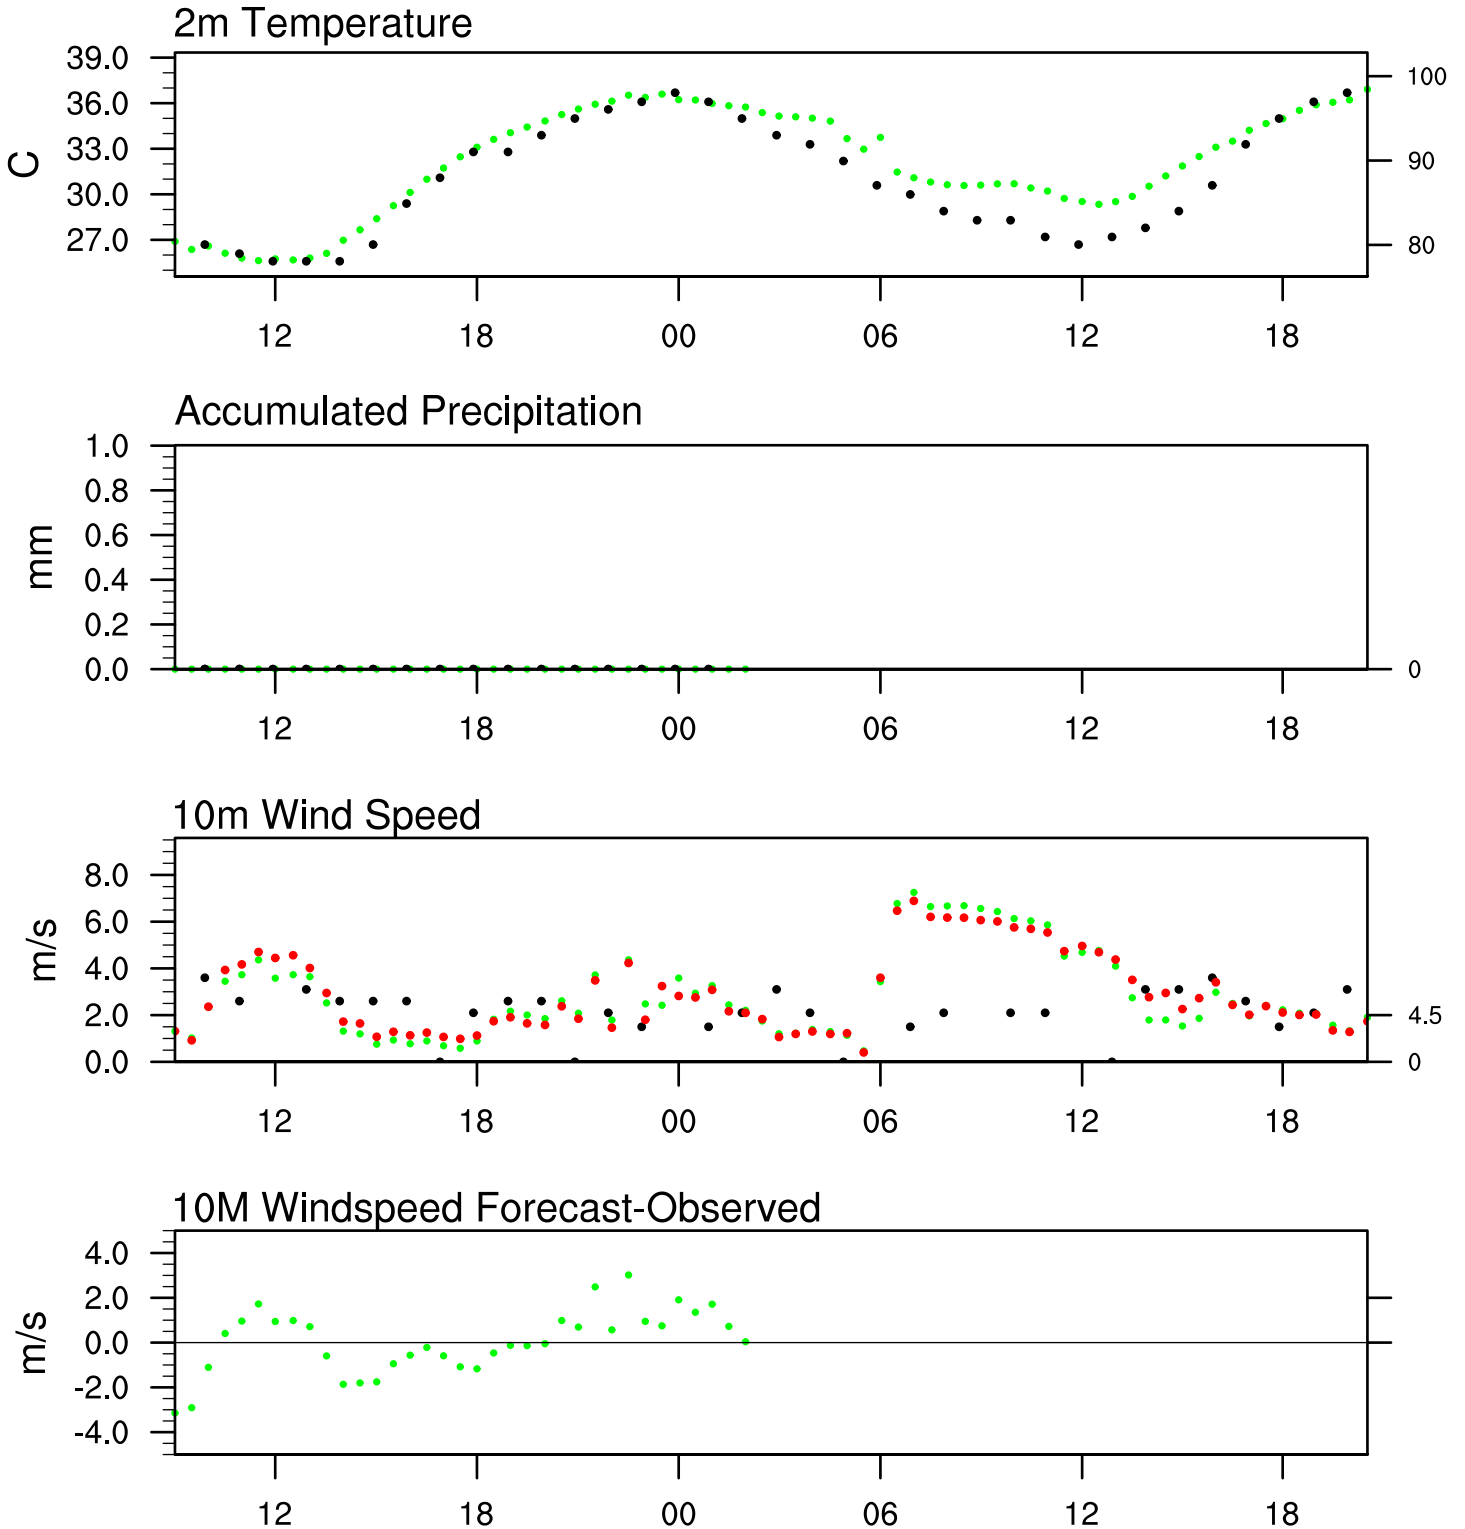 2m Temperature
39.0
36.0
33.0
30.0
27.0
C
100
90
80
12 18 00 06 12 18
Accumulated Precipitation
1.0
0.8
0.6
0.4
0.2
0.0
mm
0
12 18 00 06 12 18
10m Wind Speed
8.0
6.0
4.0
2.0
0.0
m/s
4.5
0
12 18 00 06 12 18
10M Windspeed Forecast-Observed
4.0
2.0
0.0
-2.0
-4.0
m/s
12 18 00 06 12 18